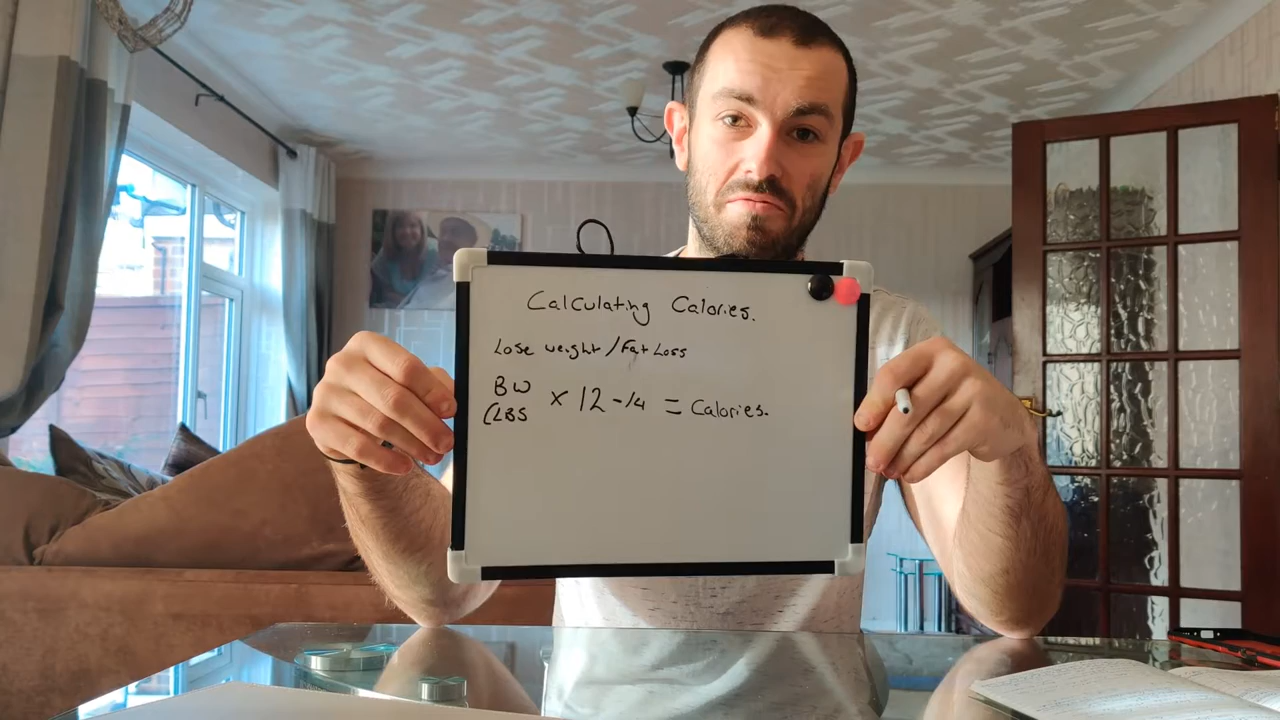 Calculating Calories.
Lose weight/Fat Loss
BW
(LBS × 12-14 = Calories.